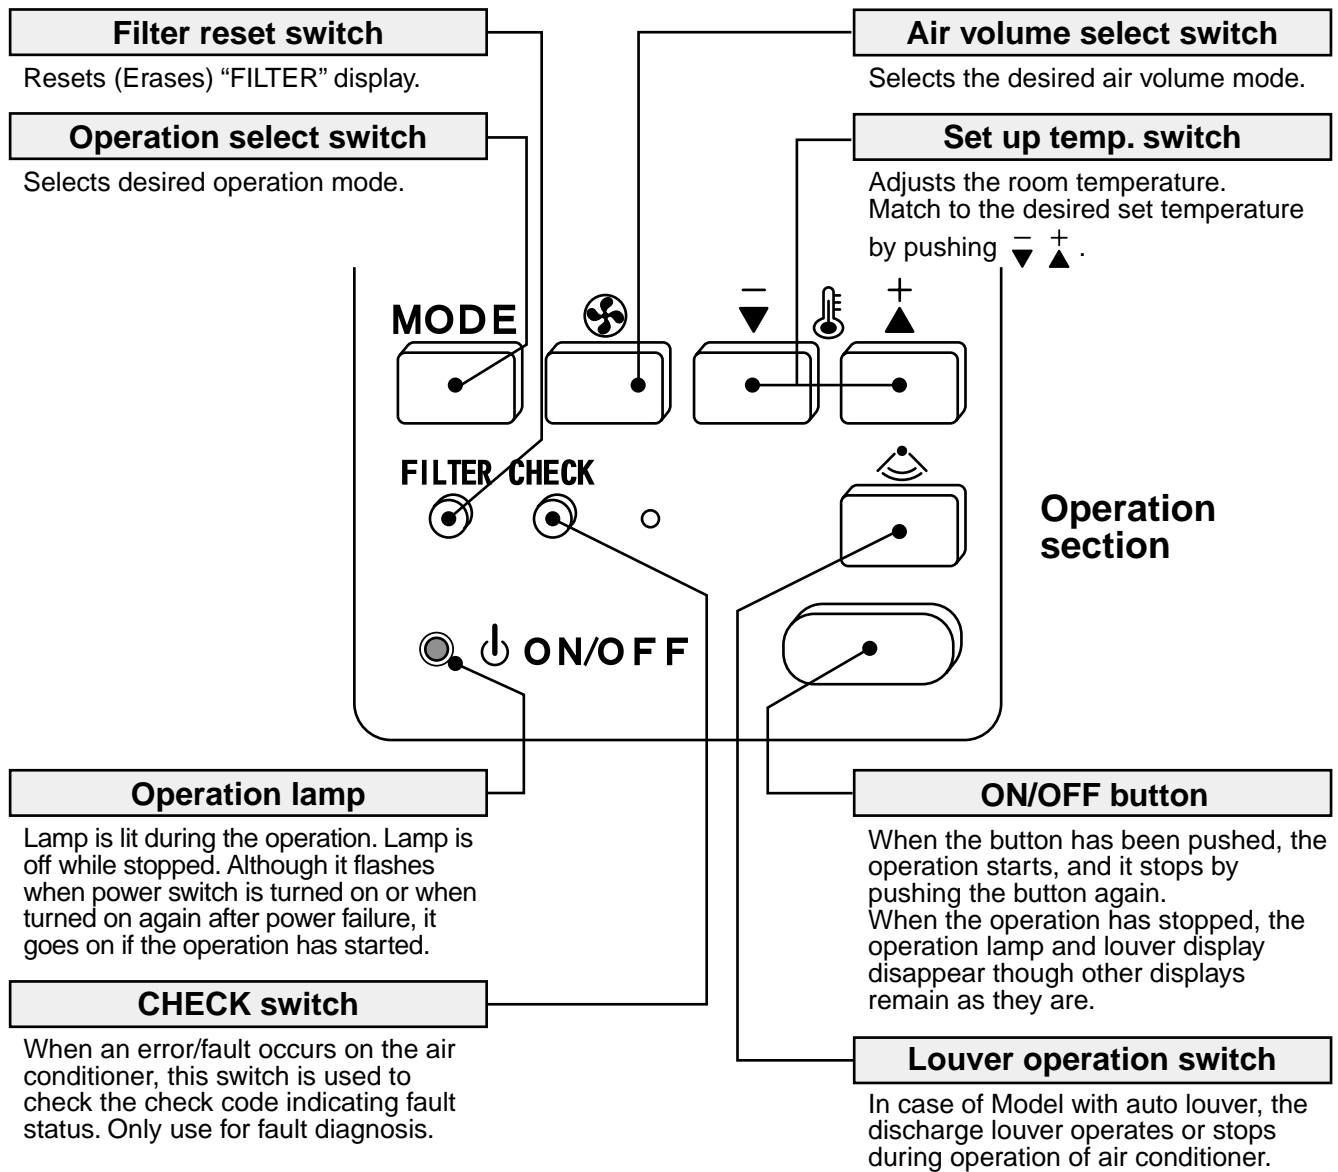 Filter reset switch
Resets (Erases) “FILTER” display.
Operation select switch
Selects desired operation mode.
Air volume select switch
Selects the desired air volume mode.
Set up temp. switch
Adjusts the room temperature.
Match to the desired set temperature
by pushing − ▼ + ▲ .
− +
MODE ▼ ▲
FILTER CHECK
ON/OFF
Operation
section
Operation lamp
Lamp is lit during the operation. Lamp is
off while stopped. Although it flashes
when power switch is turned on or when
turned on again after power failure, it
goes on if the operation has started.
CHECK switch
When an error/fault occurs on the air
conditioner, this switch is used to
check the check code indicating fault
status. Only use for fault diagnosis.
ON/OFF button
When the button has been pushed, the
operation starts, and it stops by
pushing the button again.
When the operation has stopped, the
operation lamp and louver display
disappear though other displays
remain as they are.
Louver operation switch
In case of Model with auto louver, the
discharge louver operates or stops
during operation of air conditioner.